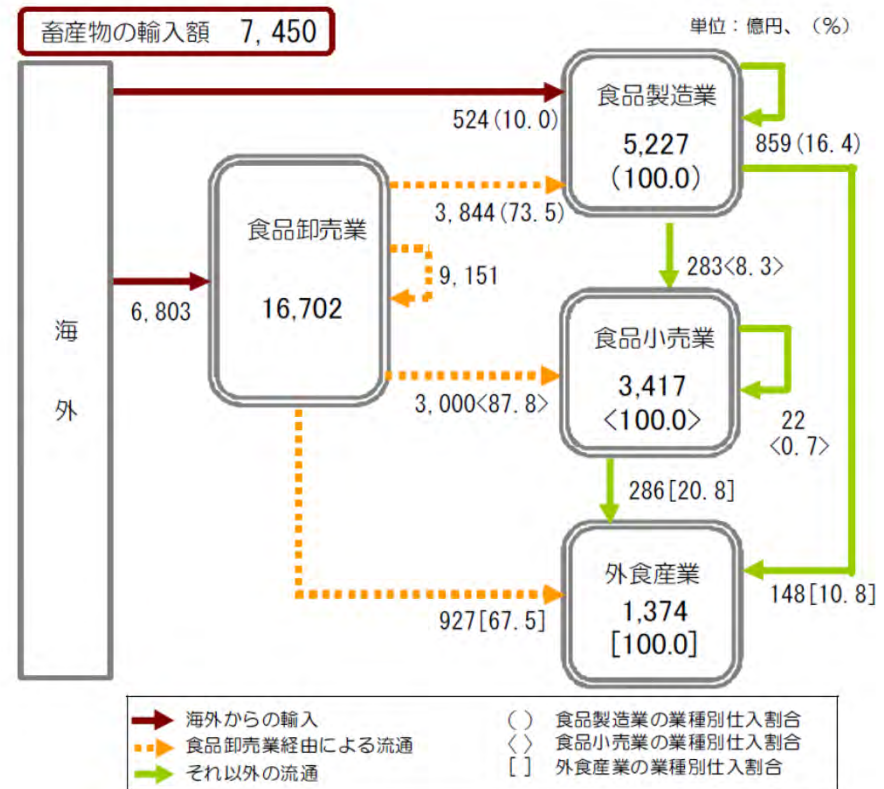 畜産物の輸入額 7,450
単位：億円、（%）
海
外
食品卸売業
16,702
食品製造業
5,227
(100.0)
食品小売業
3,417
<100.0>
外食産業
1,374
[100.0]
524(10.0)
859(16.4)
3,844(73.5)
9,151
6,803
283<8.3>
3,000<87.8>
22
<0.7>
286[20.8]
927[67.5]
148[10.8]
海外からの輸入
食品卸売業経由による流通
それ以外の流通
( ) 食品製造業の業種別仕入割合
〈 〉 食品小売業の業種別仕入割合
[ ] 外食産業の業種別仕入割合